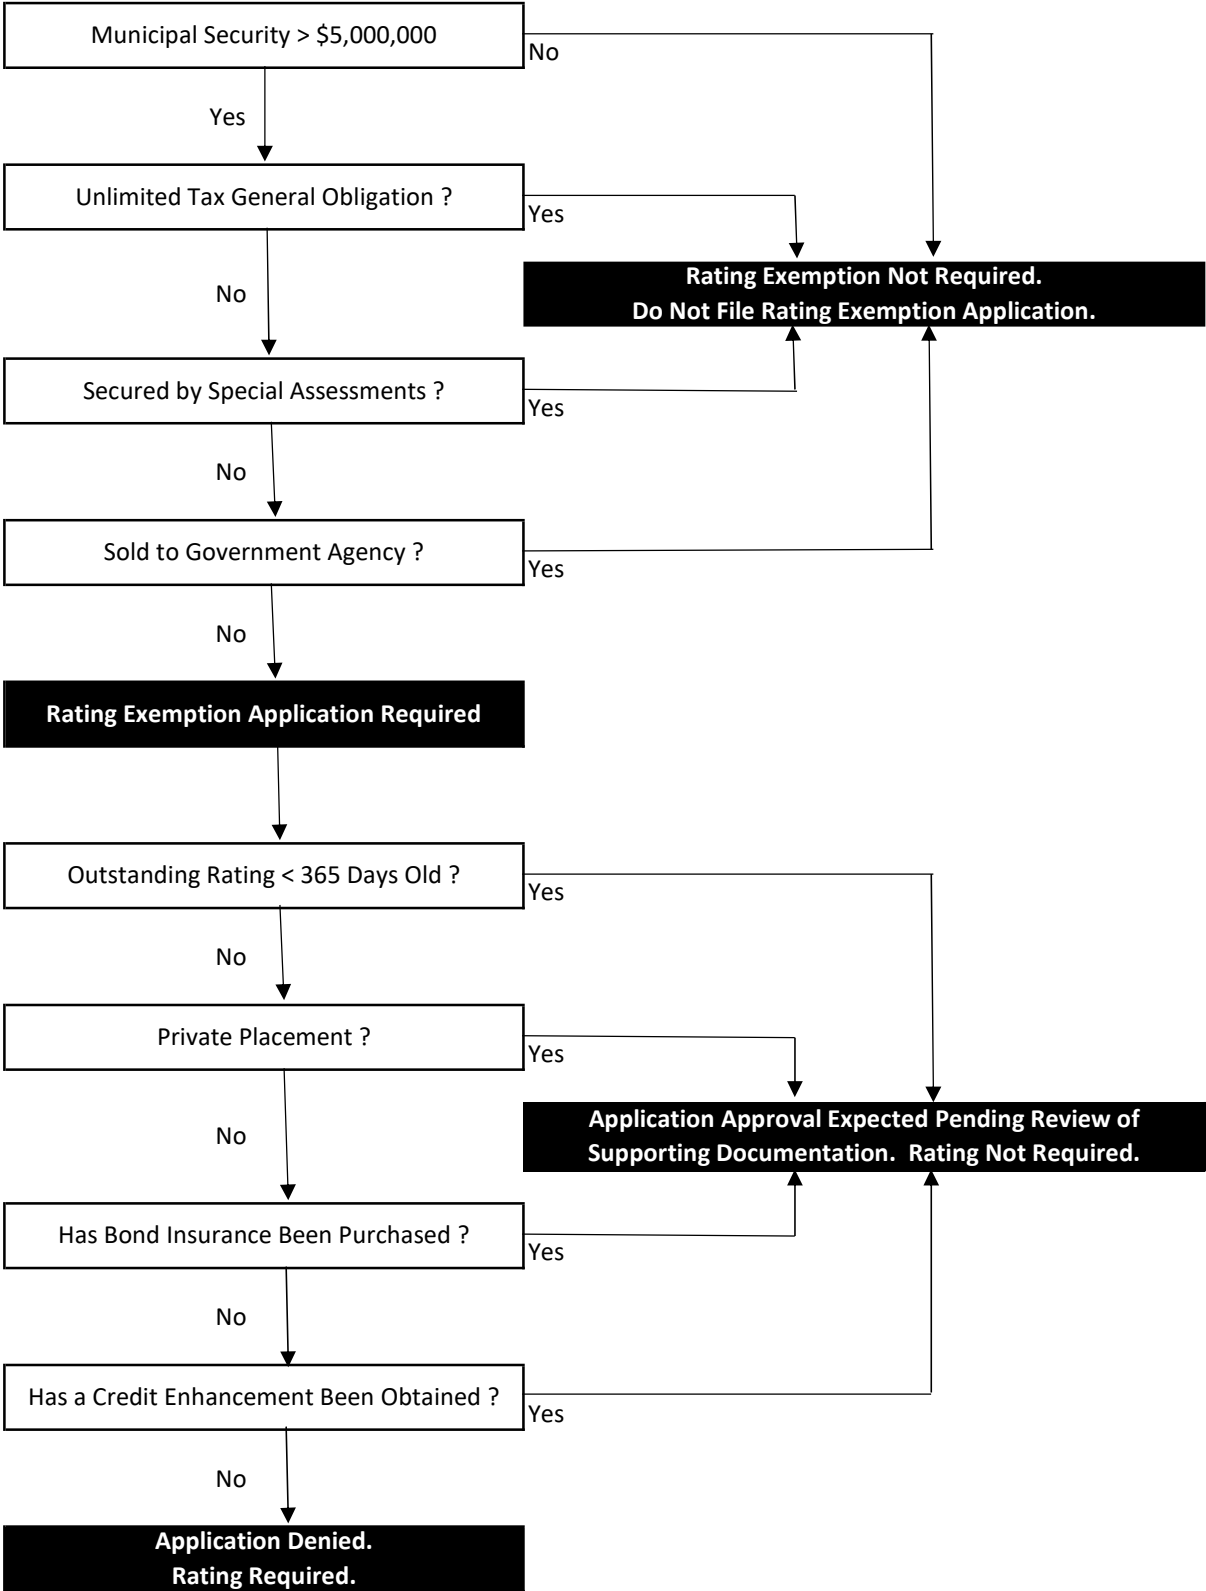 Municipal Security > $5,000,000
No
Yes
Unlimited Tax General Obligation ?
Yes
Rating Exemption Not Required.
Do Not File Rating Exemption Application.
No
Secured by Special Assessments ?
Yes
No
Sold to Government Agency ?
Yes
No
Rating Exemption Application Required
Outstanding Rating < 365 Days Old ?
Yes
No
Private Placement ?
Yes
Application Approval Expected Pending Review of
Supporting Documentation.  Rating Not Required.
No
Has Bond Insurance Been Purchased ?
Yes
No
Has a Credit Enhancement Been Obtained ?
Yes
No
Application Denied.
Rating Required.